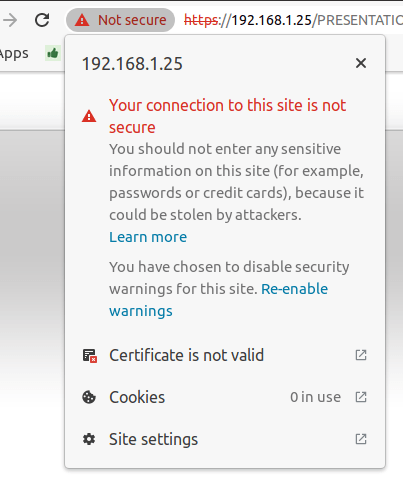 Not secure https://192.168.1.25/PRESENTATIO
Apps
192.168.1.25
Your connection to this site is not
secure
You should not enter any sensitive
information on this site (for example,
passwords or credit cards), because it
could be stolen by attackers.
Learn more
You have chosen to disable security
warnings for this site. Re-enable
warnings
Certificate is not valid
Cookies 0 in use
Site settings